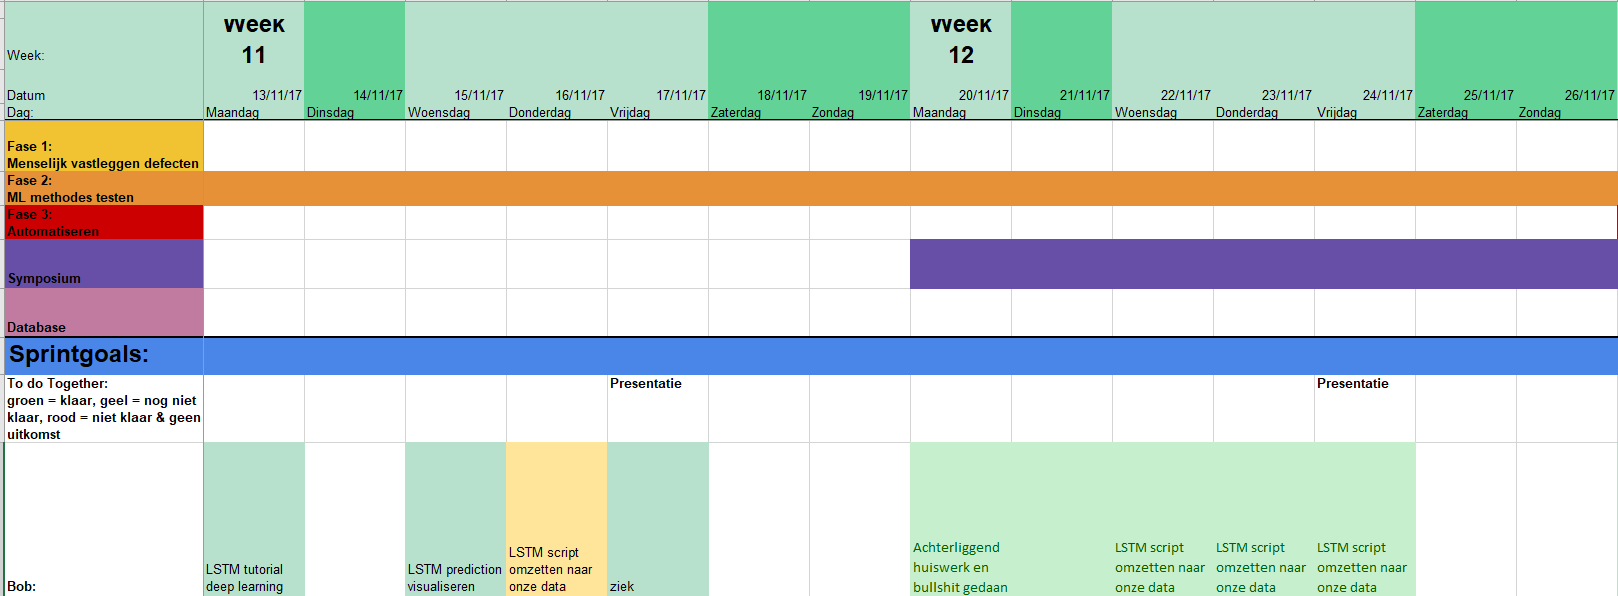 Week 11
Week 12
Week:
Datum 13/11/17 14/11/17 15/11/17 16/11/17 17/11/17 18/11/17 19/11/17 20/11/17 21/11/17 22/11/17 23/11/17 24/11/17 25/11/17 26/11/17
Dag: Maandag Dinsdag Woensdag Donderdag Vrijdag Zaterdag Zondag Maandag Dinsdag Woensdag Donderdag Vrijdag Zaterdag Zondag
Fase 1:
Menselijk vastleggen defecten
Fase 2:
ML methodes testen
Fase 3:
Automatiseren
Symposium
Database
Sprintgoals:
To do Together:
groen = klaar, geel = nog niet
klaar, rood = niet klaar & geen
uitkomst
Presentatie
Presentatie
Bob:
LSTM tutorial
deep learning
LSTM prediction
visualiseren
LSTM script
omzetten naar
onze data
ziek
Achterliggend
huiswerk en
bullshit gedaan
LSTM script
omzetten naar
onze data
LSTM script
omzetten naar
onze data
LSTM script
omzetten naar
onze data